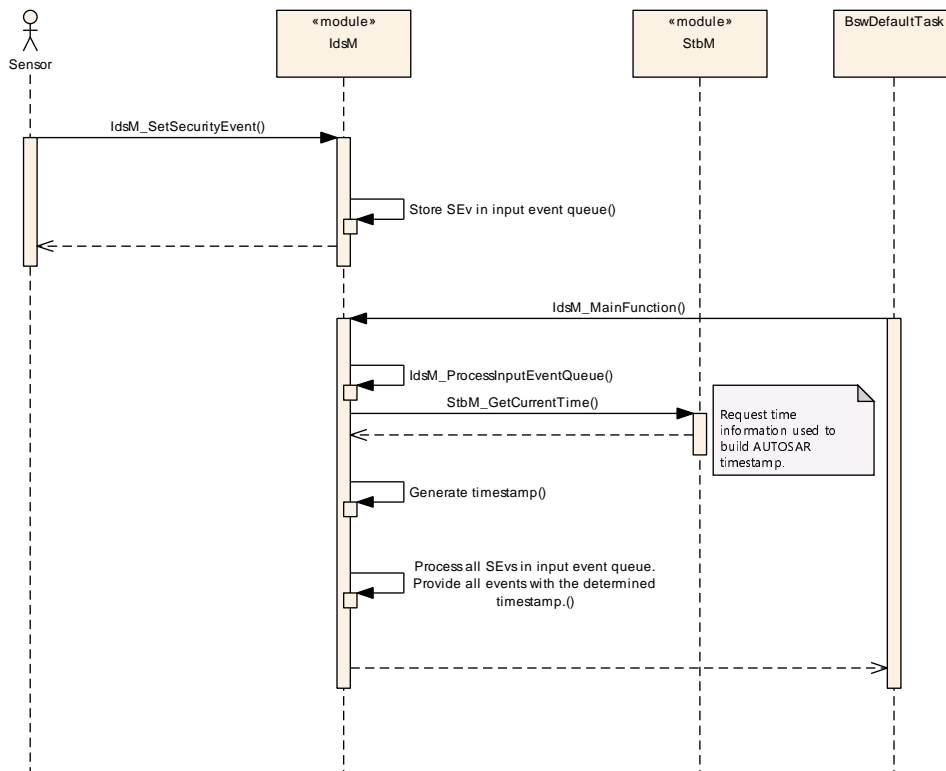 «module»
IdsM
«module»
StbM
BswDefaultTask
Sensor
IdsM_SetSecurityEvent()
Store SEv in input event queue()
IdsM_MainFunction()
IdsM_ProcessInputEventQueue()
StbM_GetCurrentTime()
Request time
information used to
build AUTOSAR
timestamp.
Generate timestamp()
Process all SEvs in input event queue.
Provide all events with the determined
timestamp.()